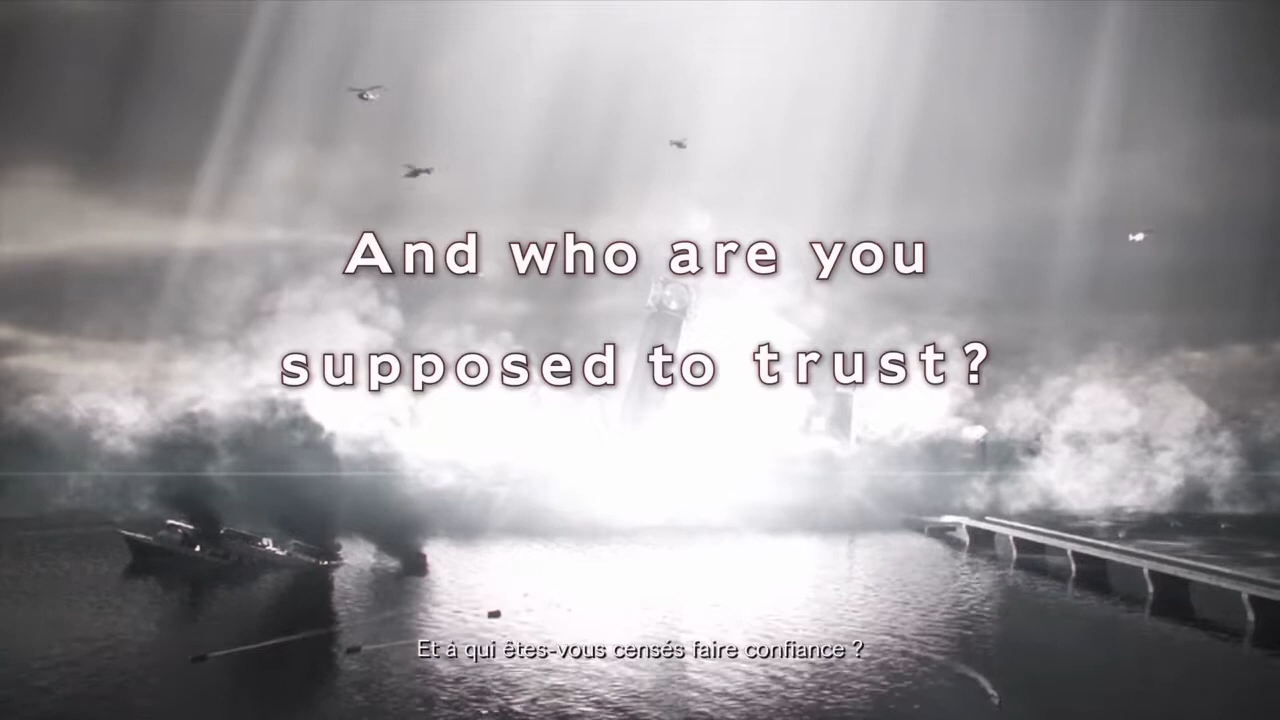 And who are you
supposed to trust?
Et à qui êtes-vous censés faire confiance ?